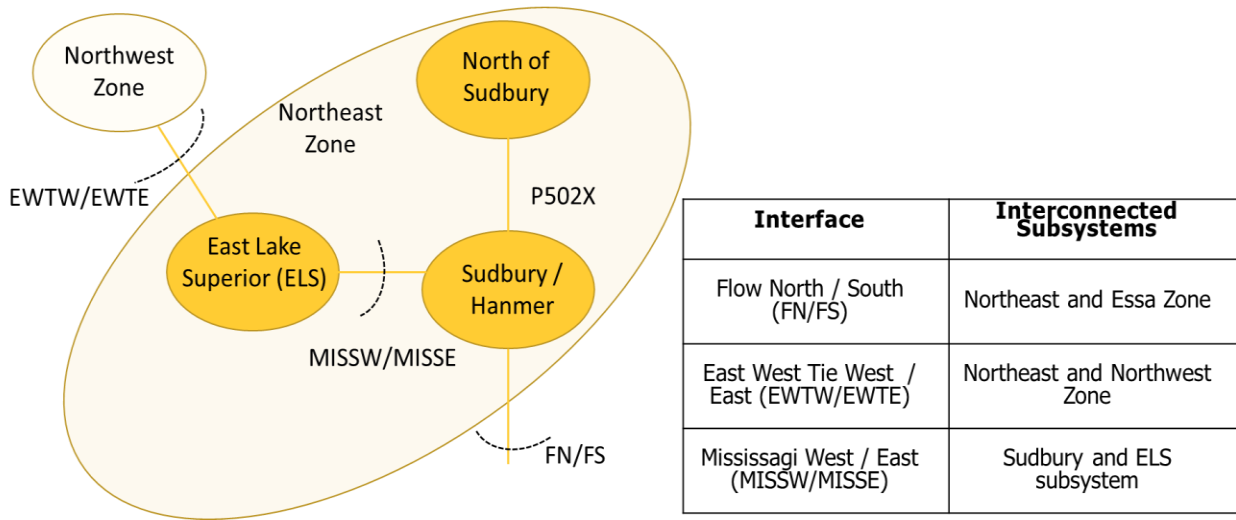 Northwest
Zone
North of
Sudbury
Northeast
Zone
EWTW/EWTE
P502X
East Lake
Superior (ELS)
Sudbury /
Hanmer
MISSW/MISSE
FN/FS
Interface
Interconnected
Subsystems
Flow North / South
(FN/FS)
Northeast and Essa Zone
East West Tie West /
East (EWTW/EWTE)
Northeast and Northwest
Zone
Mississagi West / East
(MISSW/MISSE)
Sudbury and ELS
subsystem